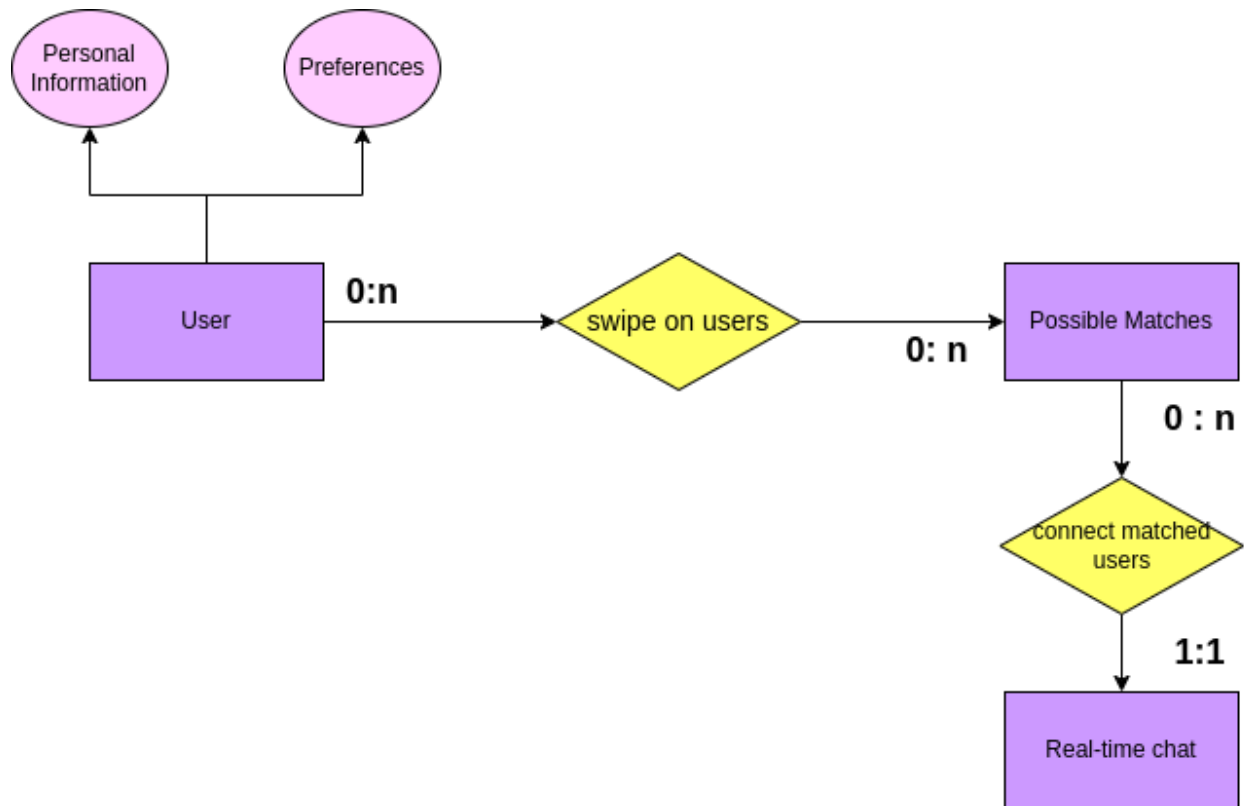 Personal
Information
Preferences
User
0:n
swipe on users
0: n
Possible Matches
0 : n
connect matched
users
1:1
Real-time chat